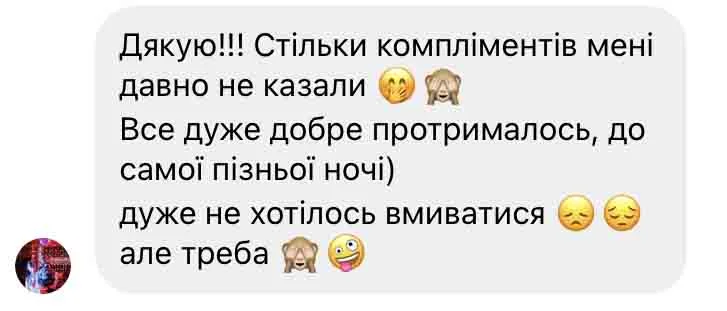 Дякую!!! Стільки компліментів мені
давно не казали 🤭🙈
Все дуже добре протрималось, до
самої пізньої ночі)
дуже не хотілось вмиватися 😞😔
але треба 🙈🤪